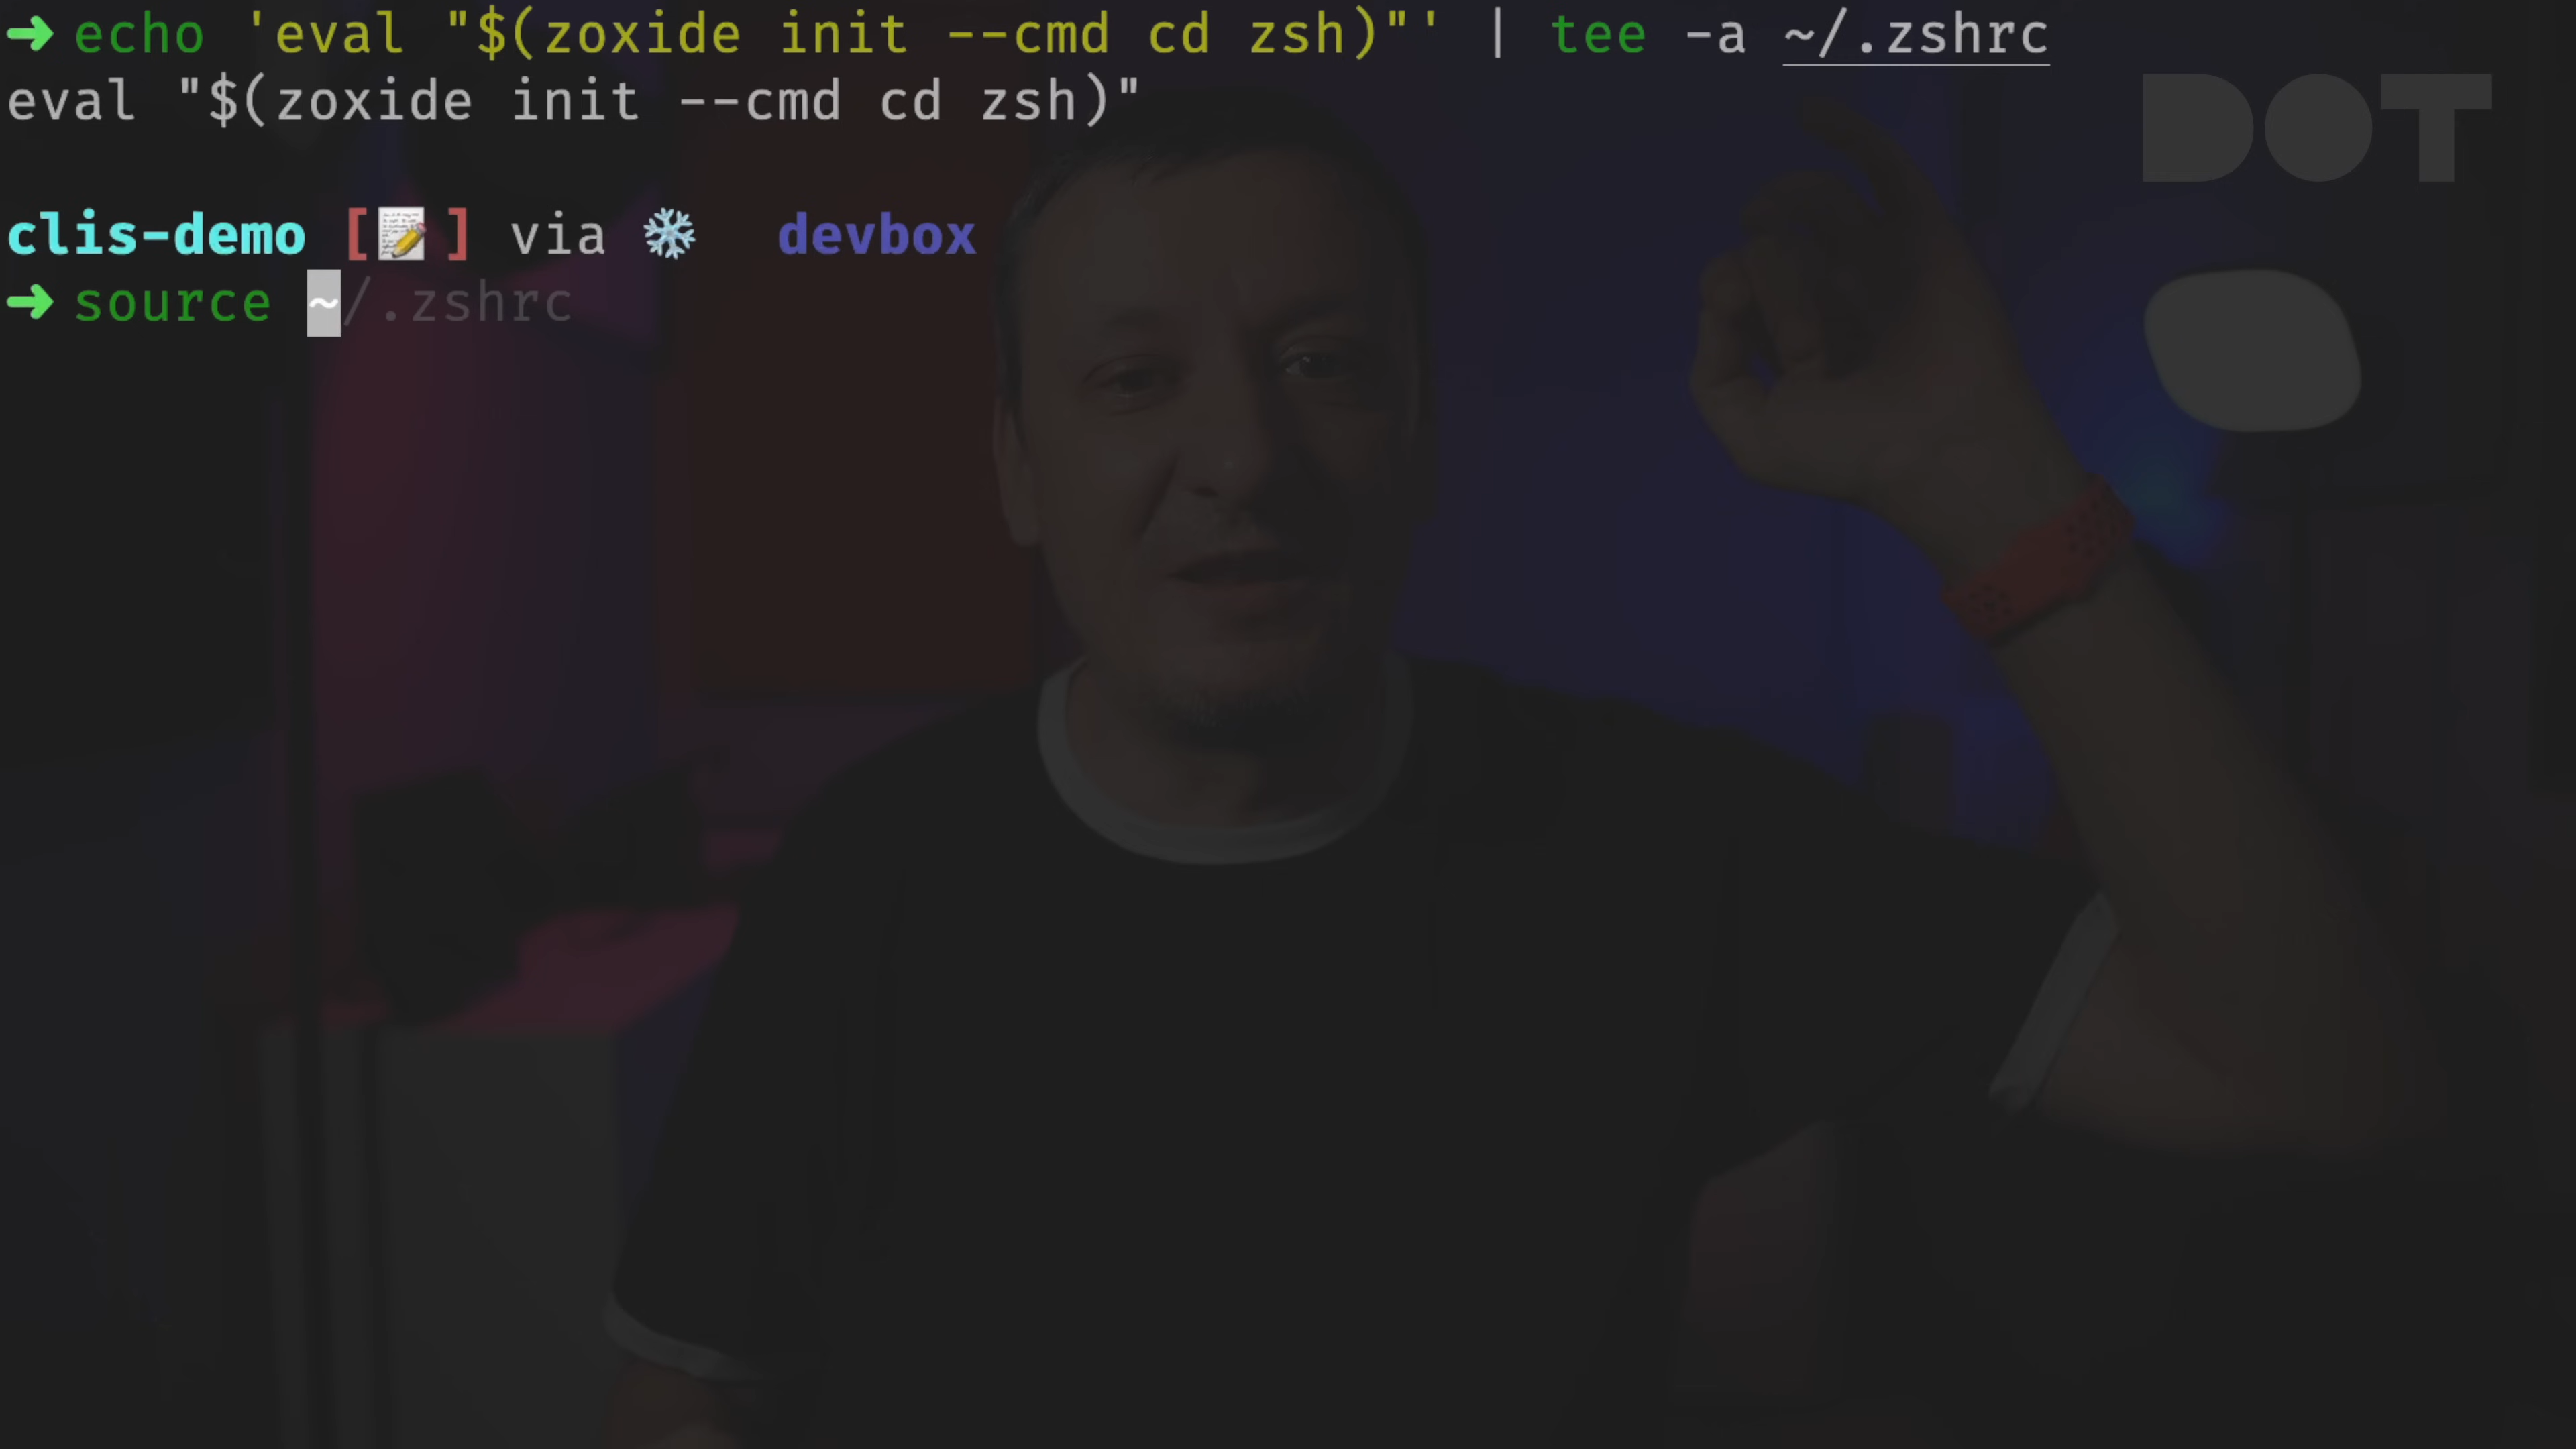 ➜ echo 'eval "$(zoxide init --cmd cd zsh)"' | tee -a ~/.zshrc
eval "$(zoxide init --cmd cd zsh)"
DOT
clis-demo [📝] via ❄️ devbox
➜ source ~/.zshrc